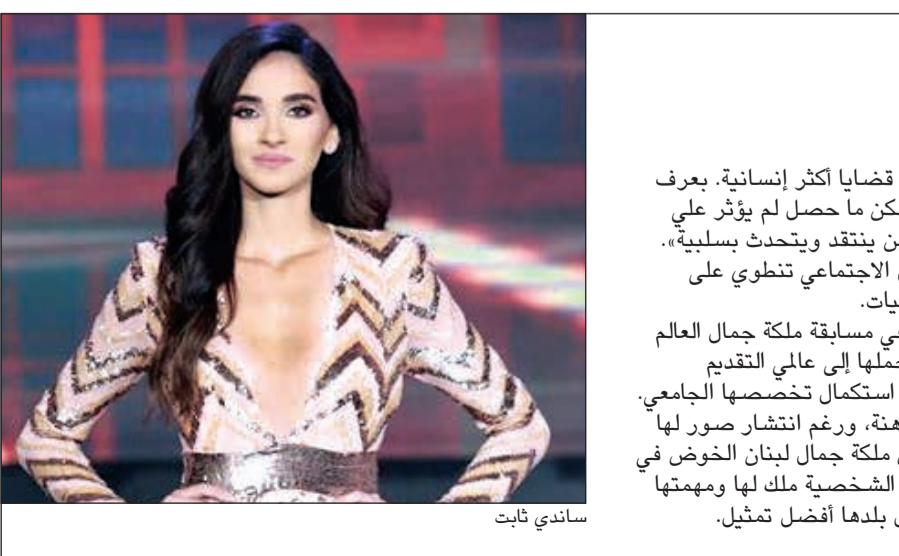 قضايا أكثر إنسانية. بعرف
كن ما حصل لم يؤثر علي
ن ينتقد ويتحدث بسلبية».
الاجتماعي تنطوي على
يات.
في مسابقة ملكة جمال العالم
حملها إلى عالمي التقديم
استكمال تخصصها الجامعي.
هنة، ورغم انتشار صور لها
ملكة جمال لبنان الخوض في
الشخصية ملك لها ومهمتها
بلدها أفضل تمثيل.
ساندي ثابت